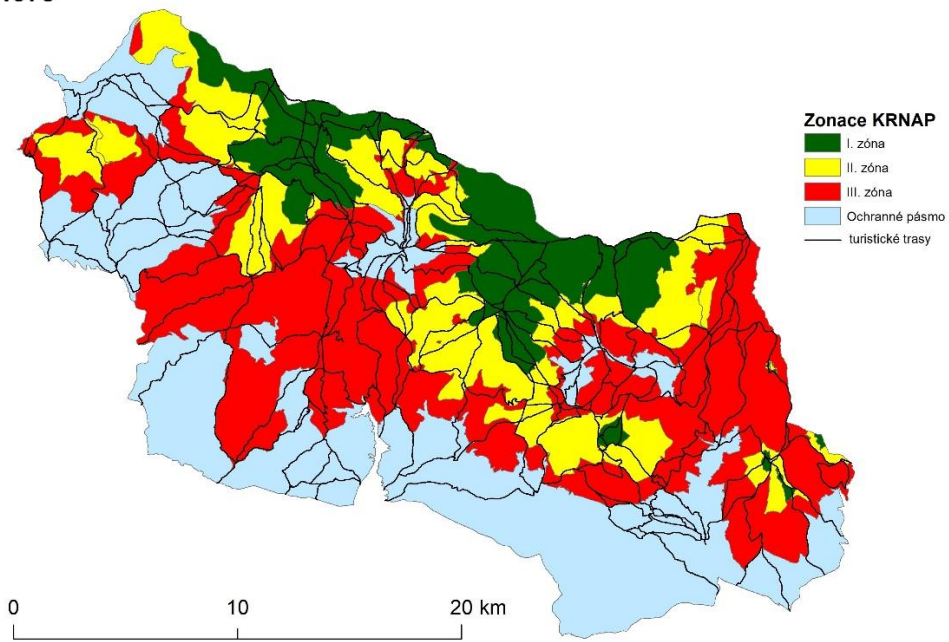 Zonace KRNAP
I. zóna
II. zóna
III. zóna
Ochranné pásmo
turistické trasy
0 10 20 km